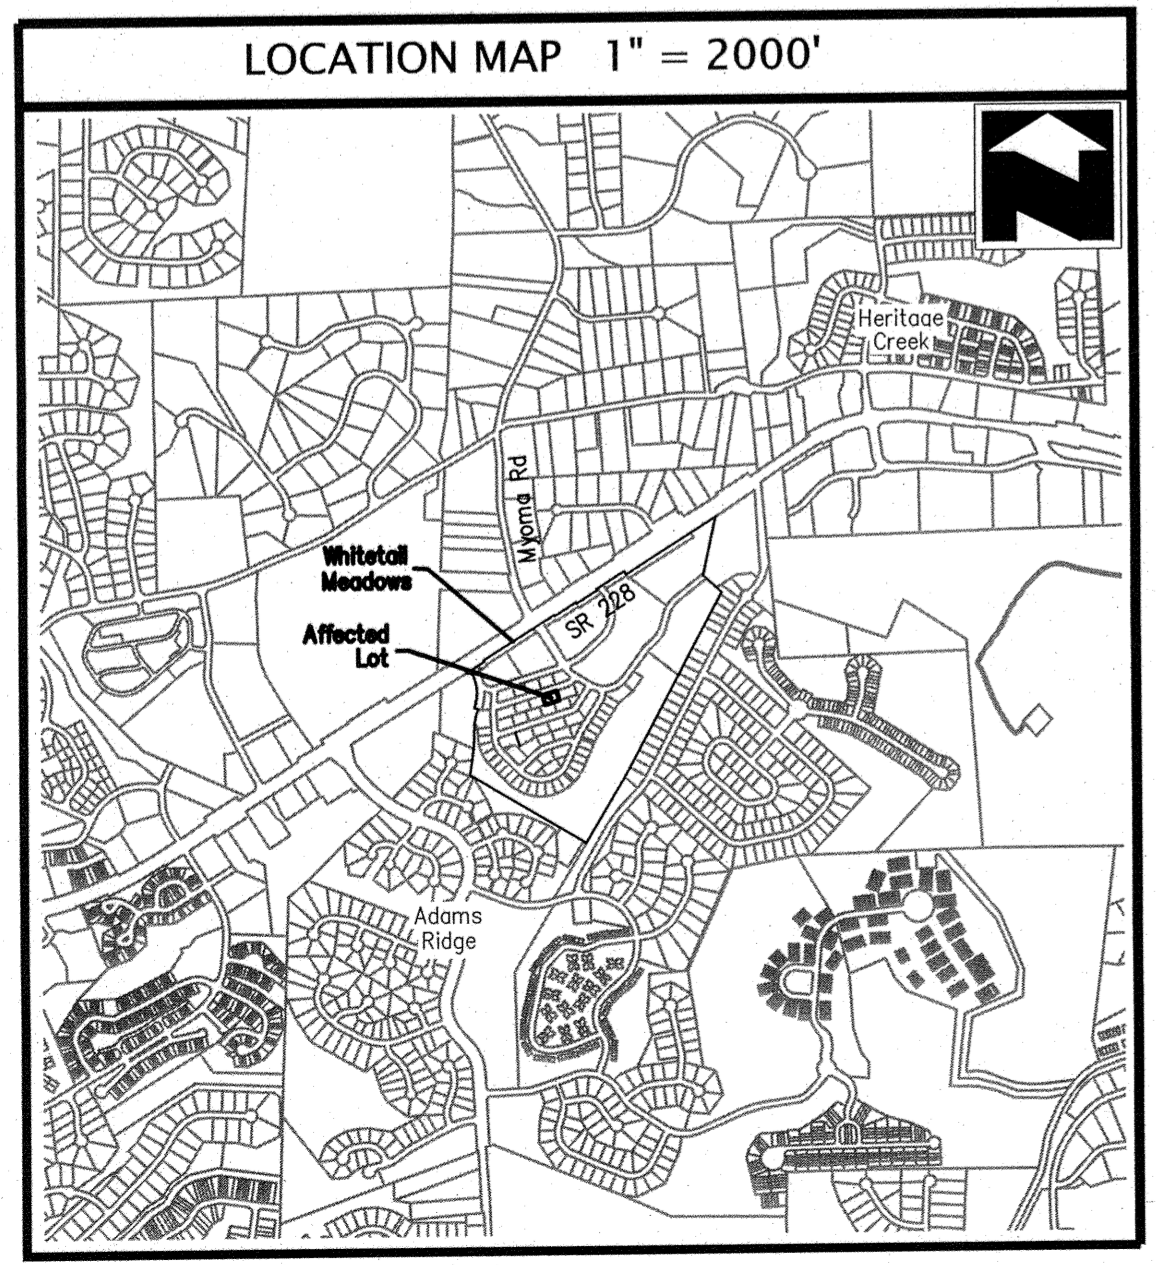 LOCATION MAP 1" = 2000'
Heritage
Creek
Myoma Rd
Whitetail
Meadows
SR 228
Affected
Lot
Adams
Ridge